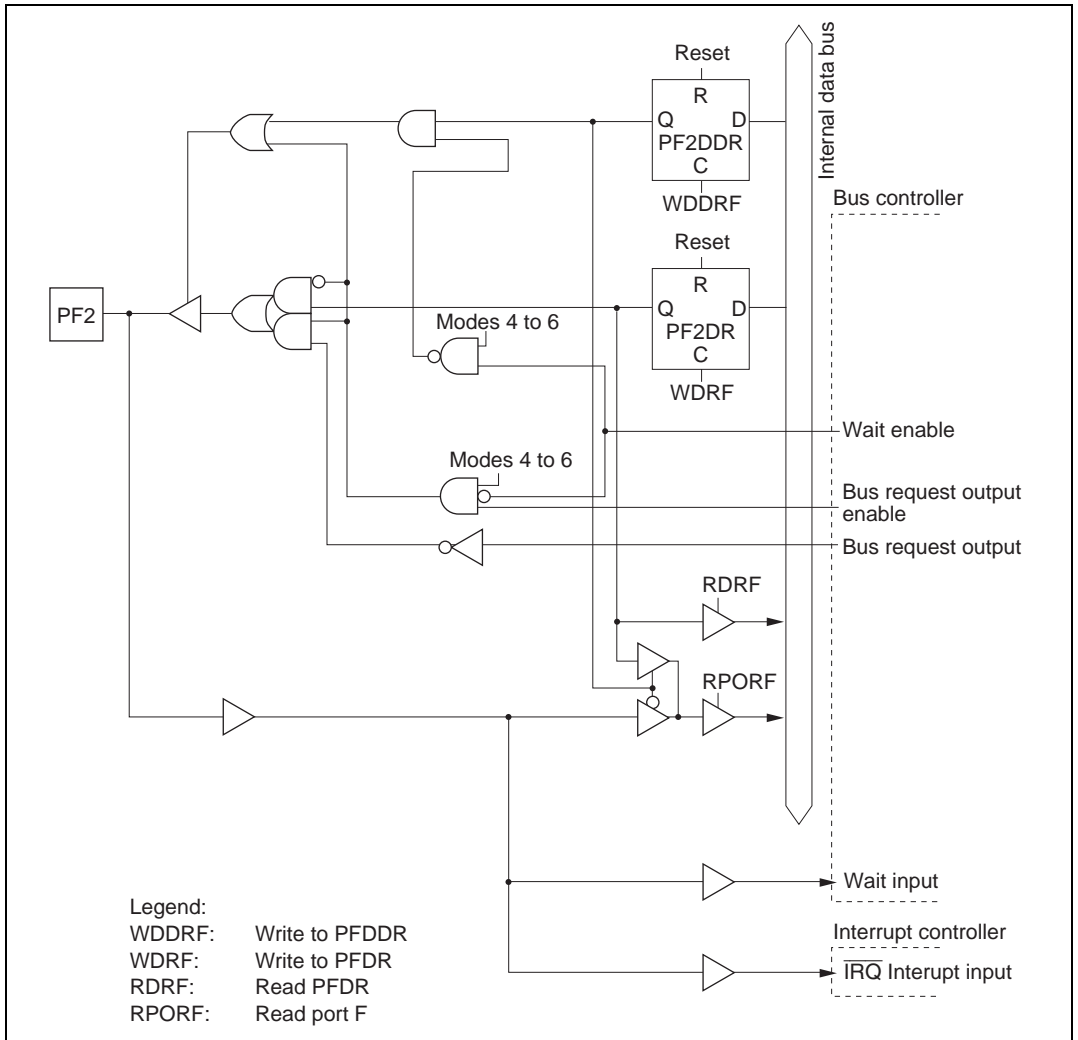 Reset
R
Q D
PF2DDR
C
WDDRF
Internal data bus
Bus controller
Reset
R
Q D
PF2DR
C
WDRF
PF2
Modes 4 to 6
Wait enable
Modes 4 to 6
Bus request output
enable
Bus request output
RDRF
RPORF
Wait input
Legend:
WDDRF: Write to PFDDR
WDRF: Write to PFDR
RDRF: Read PFDR
RPORF: Read port F
Interrupt controller
IRQ Interupt input